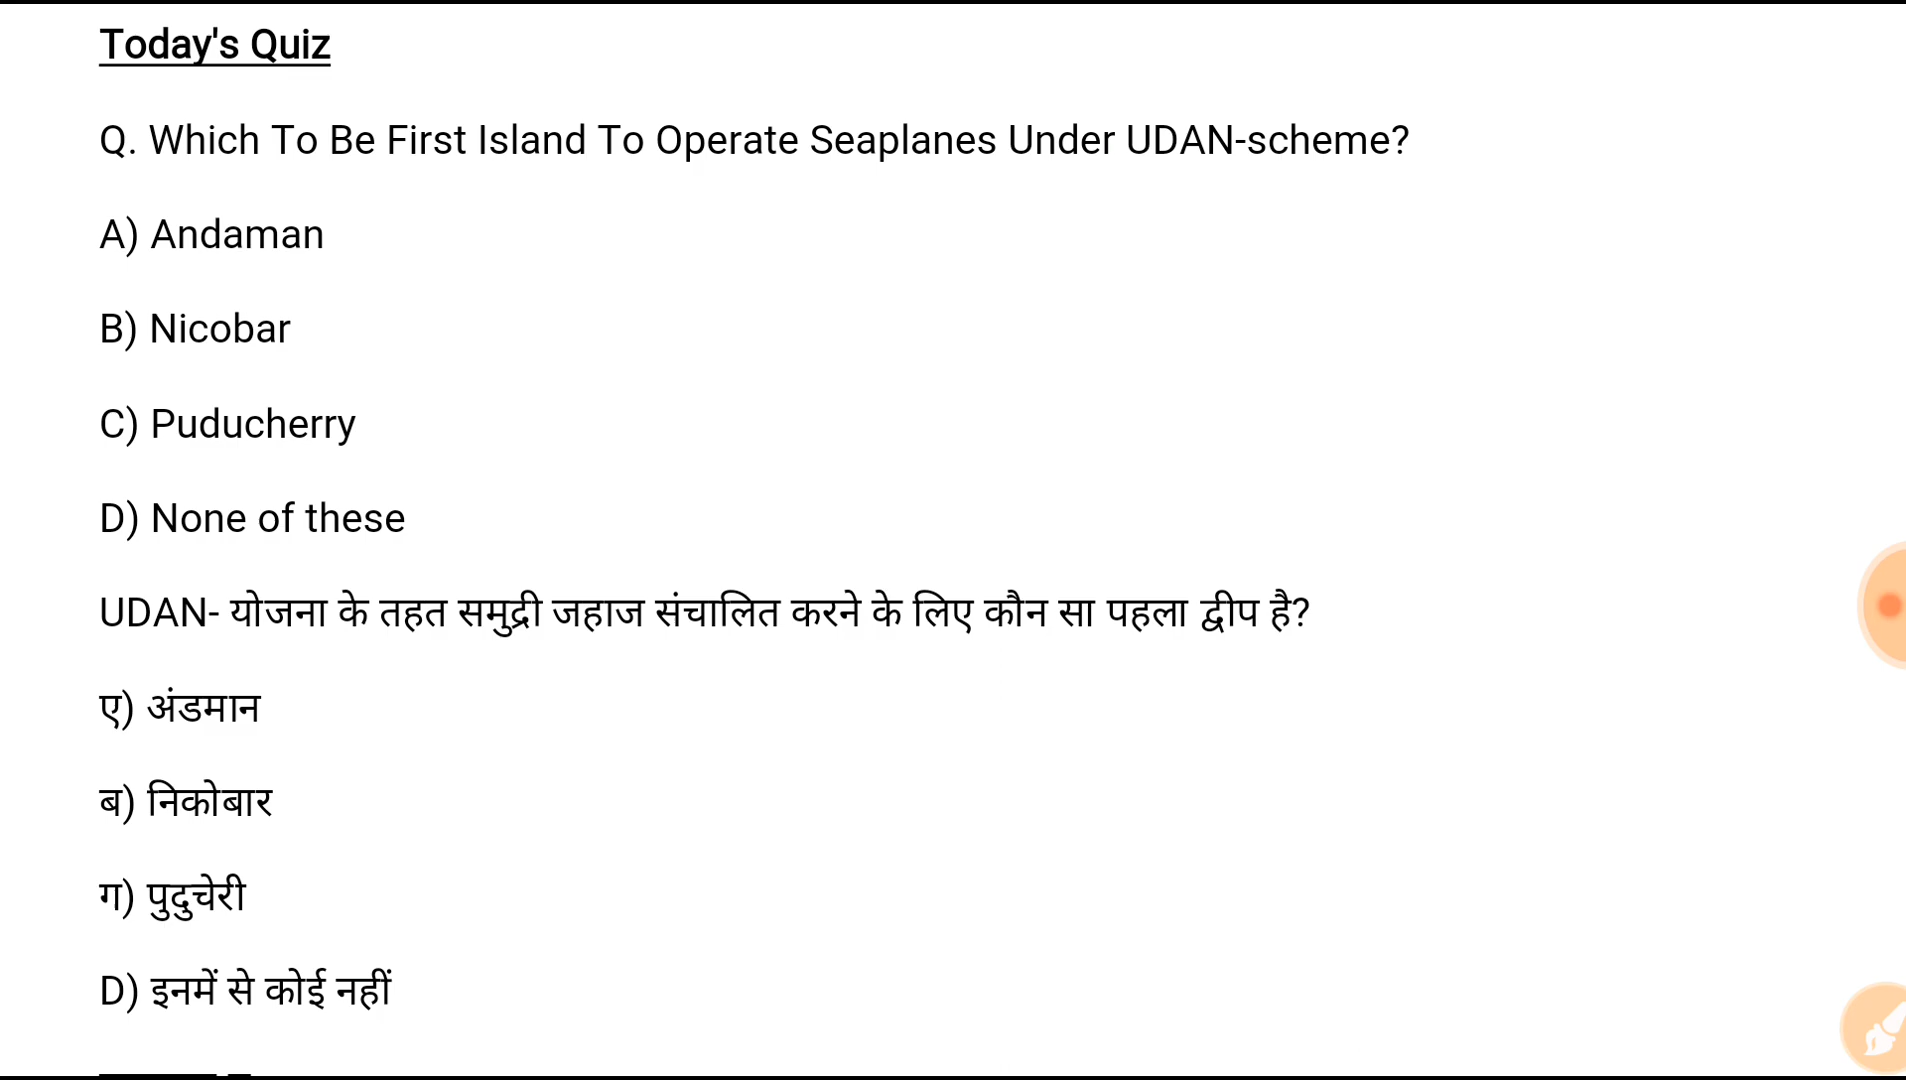 Today's Quiz
Q. Which To Be First Island To Operate Seaplanes Under UDAN-scheme?
A) Andaman
B) Nicobar
C) Puducherry
D) None of these
UDAN- योजना के तहत समुद्री जहाज संचालित करने के लिए कौन सा पहला द्वीप है?
ए) अंडमान
ब) निकोबार
ग) पुदुचेरी
D) इनमें से कोई नहीं